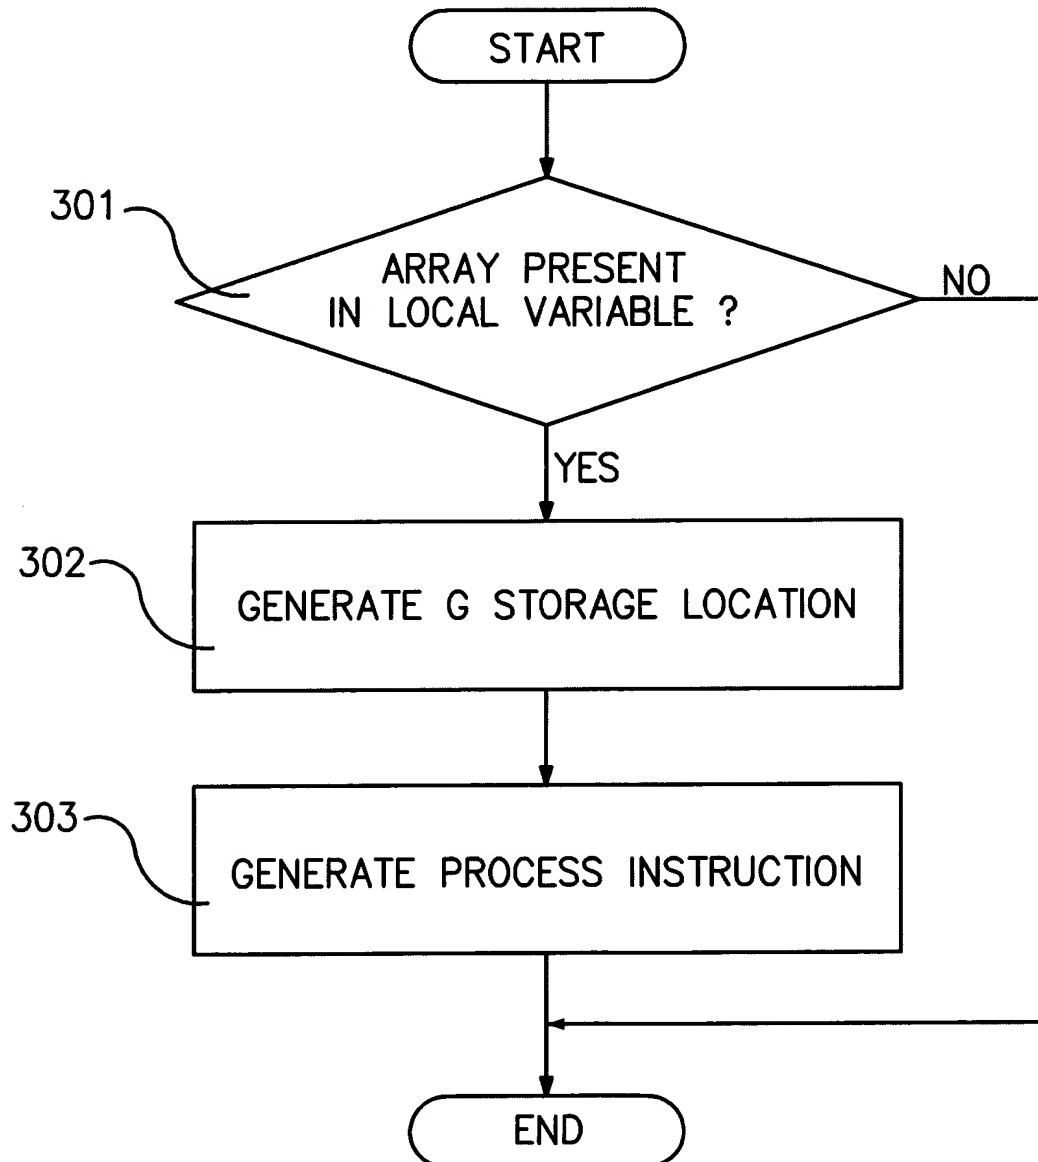 START
301
ARRAY PRESENT
IN LOCAL VARIABLE ?
NO
YES
302
GENERATE G STORAGE LOCATION
303
GENERATE PROCESS INSTRUCTION
END